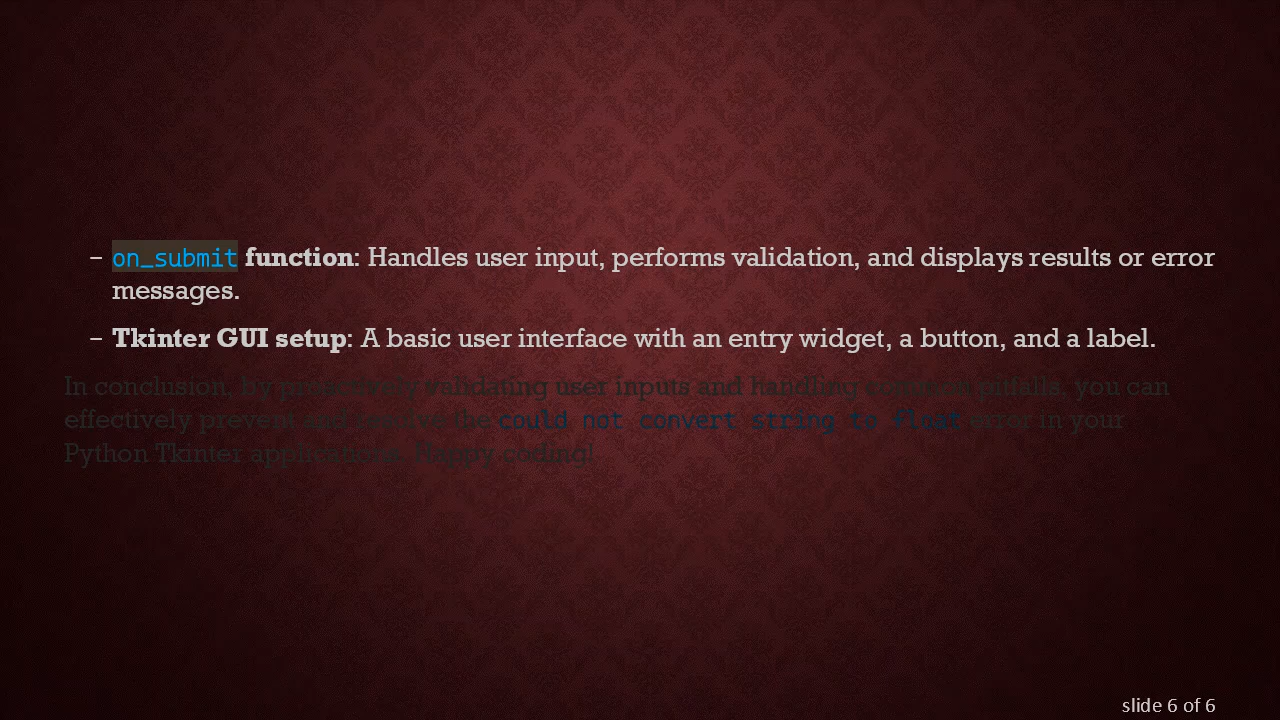 – on_submit function: Handles user input, performs validation, and displays results or error
messages.
– Tkinter GUI setup: A basic user interface with an entry widget, a button, and a label.
In conclusion, by proactively validating user inputs and handling common pitfalls, you can
effectively prevent and resolve the could not convert string to float error in your
Python Tkinter applications. Happy coding!
slide 6 of 6